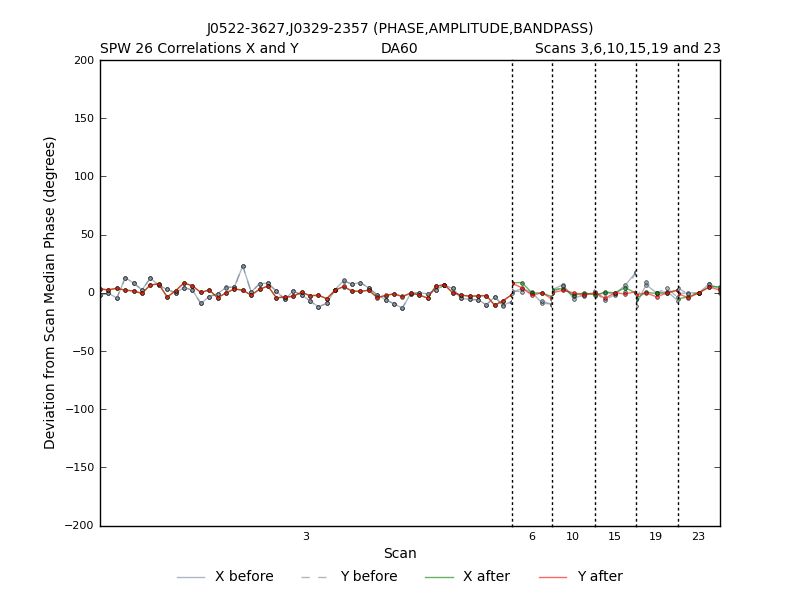 J0522-3627,J0329-2357 (PHASE,AMPLITUDE,BANDPASS)
SPW 26 Correlations X and Y DA60 Scans 3,6,10,15,19 and 23
200
150
100
50
0
−50
−100
−150
−200
Deviation from Scan Median Phase (degrees)
3 6 10 15 19 23
Scan
X before Y before X after Y after